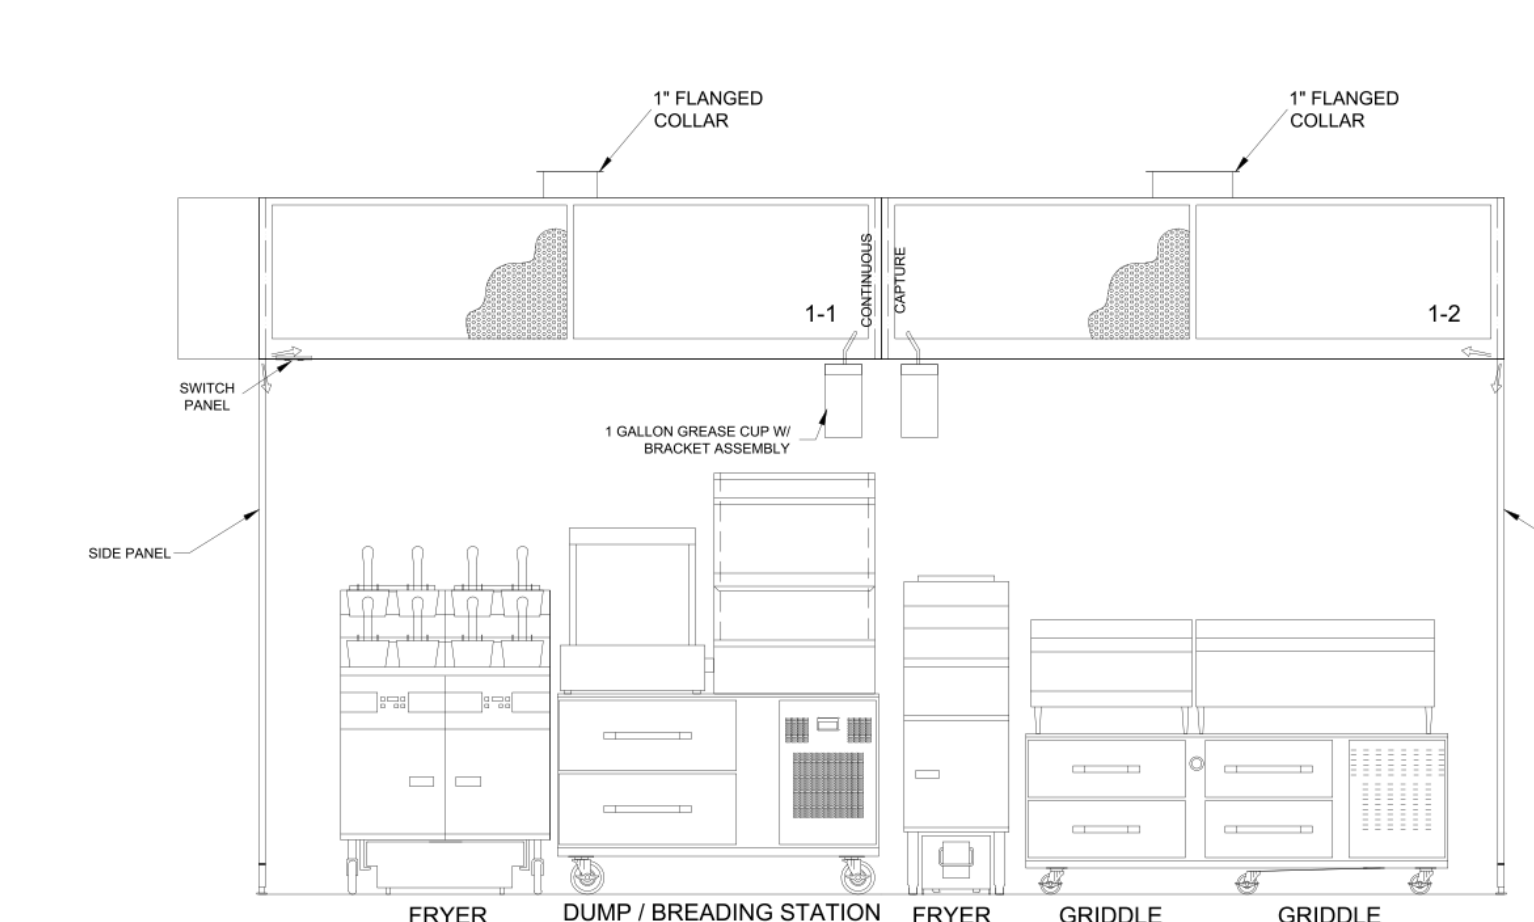 1" FLANGED
COLLAR
1" FLANGED
COLLAR
CONTINUOUS
CAPTURE
1-1
1-2
SWITCH
PANEL
1 GALLON GREASE CUP W/
BRACKET ASSEMBLY
SIDE PANEL
FRYER
DUMP / BREADING STATION
FRYER
GRIDDLE
GRIDDLE